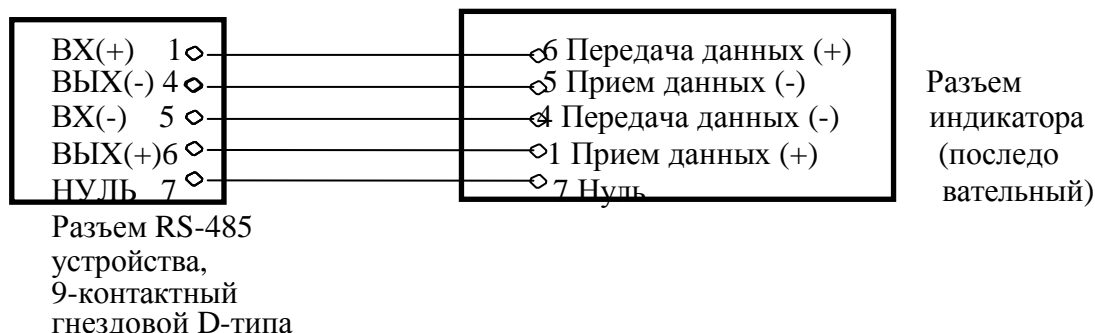 ВХ(+) 1
ВЫХ(-) 4
ВХ(-) 5
ВЫХ(+)6
НУЛЬ 7
6 Передача данных (+)
5 Прием данных (-)
4 Передача данных (-)
1 Прием данных (+)
7 Нуль
Разъем
индикатора
(последо
вательный)
Разъем RS-485
устройства,
9-контактный
гнездовой D-типа